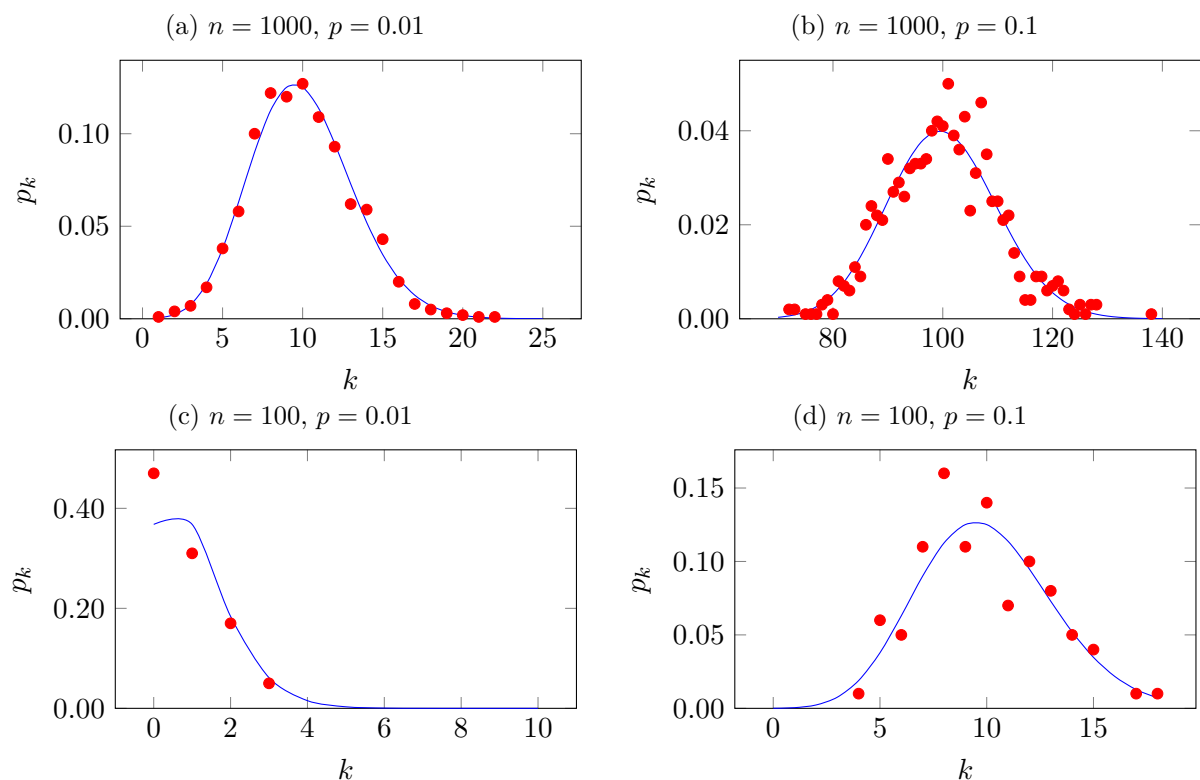 (a) n = 1000, p = 0.01
0.10
0.05
0.00
p_k
0 5 10 15 20 25
k
(b) n = 1000, p = 0.1
0.04
0.02
0.00
p_k
80 100 120 140
k
(c) n = 100, p = 0.01
0.40
0.20
0.00
p_k
0 2 4 6 8 10
k
(d) n = 100, p = 0.1
0.15
0.10
0.05
0.00
p_k
0 5 10 15
k